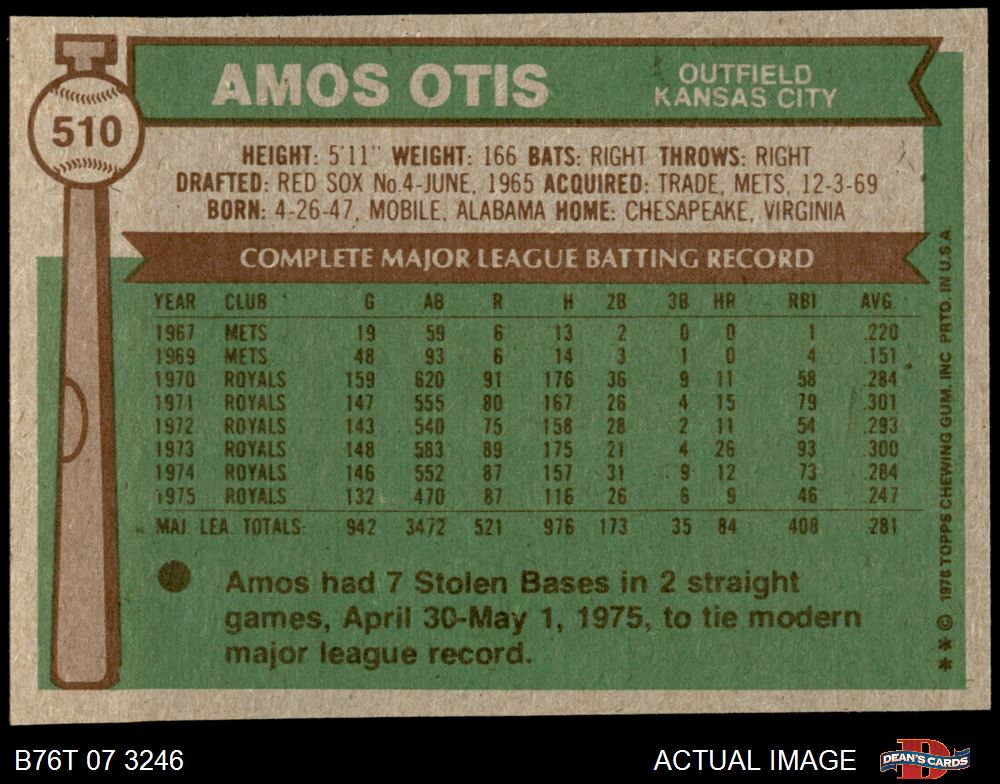 510
AMOS OTIS
OUTFIELD
KANSAS CITY
HEIGHT: 5'11" WEIGHT: 166 BATS: RIGHT THROWS: RIGHT
DRAFTED: RED SOX No.4-JUNE, 1965 ACQUIRED: TRADE, METS, 12-3-69
BORN: 4-26-47, MOBILE, ALABAMA HOME: CHESAPEAKE, VIRGINIA
COMPLETE MAJOR LEAGUE BATTING RECORD
YEAR CLUB G AB R H 2B 3B HR RBI AVG.
1967 METS 19 59 6 13 2 0 0 1 .220
1969 METS 48 93 6 14 3 1 0 4 .151
1970 ROYALS 159 620 91 176 36 9 11 58 .284
1971 ROYALS 147 555 80 167 26 4 15 79 .301
1972 ROYALS 143 540 75 158 28 2 11 54 .293
1973 ROYALS 148 583 89 175 21 4 26 93 .300
1974 ROYALS 146 552 87 157 31 9 12 73 .284
1975 ROYALS 132 470 87 116 26 6 9 46 .247
MAJ. LEA. TOTALS: 942 3472 521 976 173 35 84 408 .281
Amos had 7 Stolen Bases in 2 straight
games, April 30-May 1, 1975, to tie modern
major league record.
** © 1976 TOPPS CHEWING GUM, INC. PRTD. IN U.S.A.
B76T 07 3246
ACTUAL IMAGE
DEAN'S CARDS